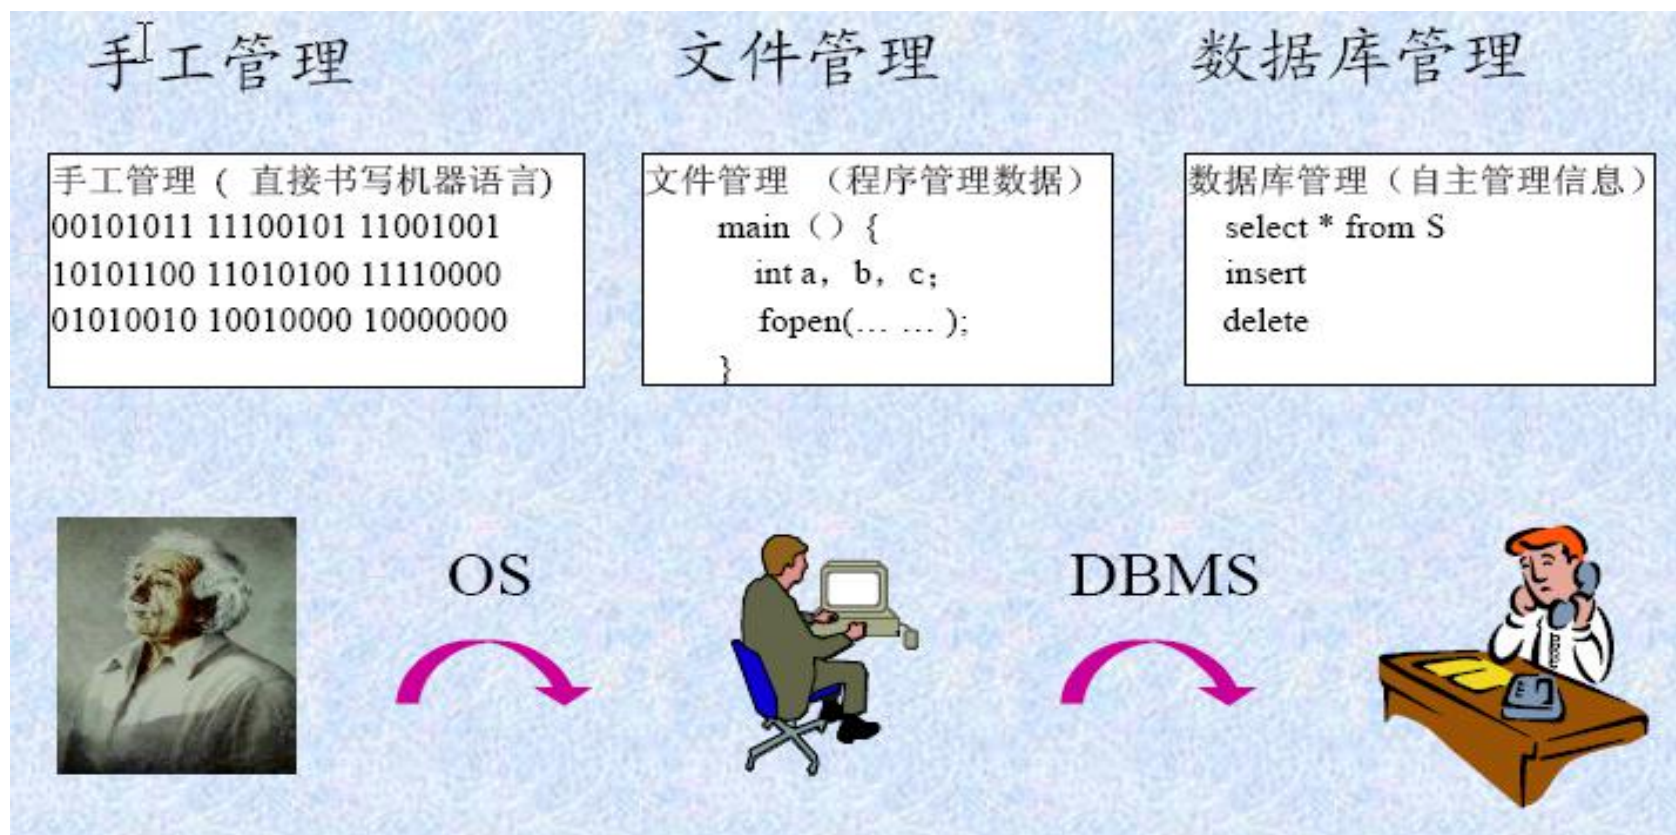 手工管理
文件管理
数据库管理
手工管理 ( 直接书写机器语言)
00101011 11100101 11001001
10101100 11010100 11110000
01010010 10010000 10000000
文件管理 （程序管理数据）
main （）{
int a， b， c；
fopen(… … );
}
数据库管理（自主管理信息）
select * from S
insert
delete
OS
DBMS